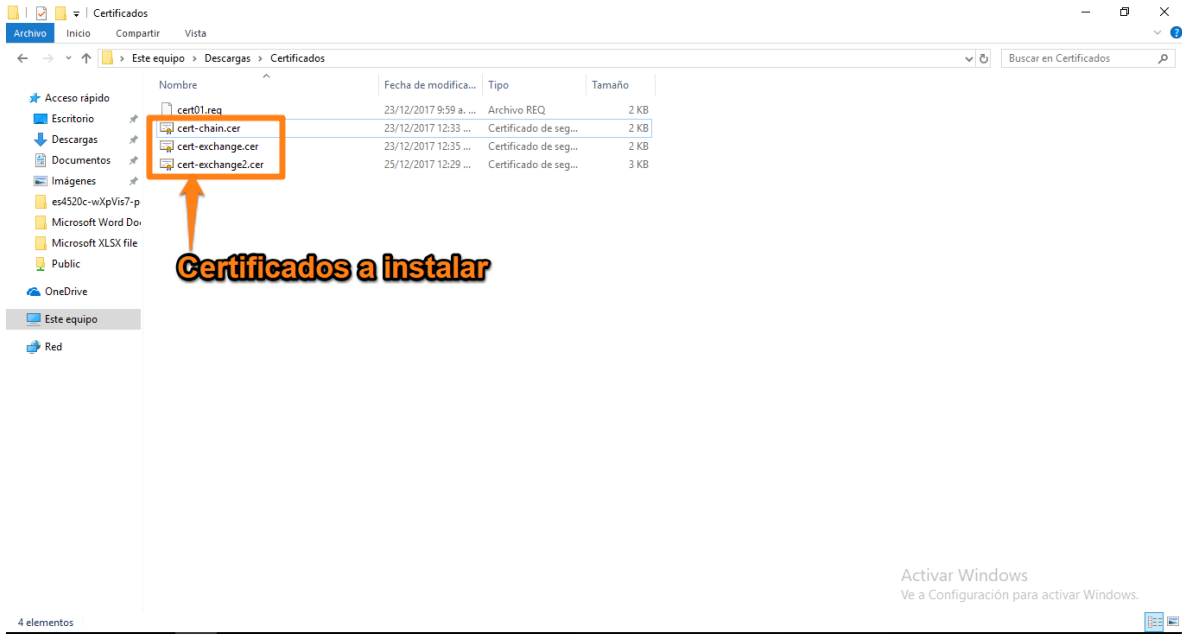 Certificados
Archivo Inicio Compartir Vista
Este equipo Descargas Certificados
Buscar en Certificados
Nombre Fecha de modifica... Tipo Tamaño
Acceso rápido
Escritorio
Descargas
Documentos
Imágenes
es4520c-wXpVis7-p
Microsoft Word Do
Microsoft XLSX file
Public
OneDrive
Este equipo
Red
cert01.req 23/12/2017 9:59 a. ... Archivo REQ 2 KB
cert-chain.cer 23/12/2017 12:33 ... Certificado de seg... 2 KB
cert-exchange.cer 23/12/2017 12:35 ... Certificado de seg... 2 KB
cert-exchange2.cer 25/12/2017 12:29 ... Certificado de seg... 3 KB
Certificados a instalar
Activar Windows
Ve a Configuración para activar Windows.
4 elementos